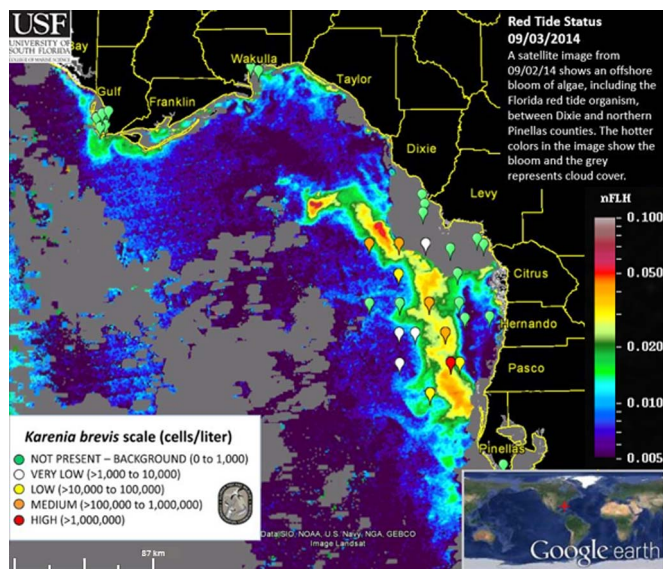 USF
UNIVERSITY OF
SOUTH FLORIDA
COLLEGE OF MARINE SCIENCE
Bay
Gulf
Franklin
Wakulla
Taylor
Dixie
Levy
Citrus
Hernando
Pasco
Pinellas
Red Tide Status
09/03/2014
A satellite image from
09/02/14 shows an offshore
bloom of algae, including the
Florida red tide organism,
between Dixie and northern
Pinellas counties. The hotter
colors in the image show the
bloom and the grey
represents cloud cover.
nFLH
0.100
0.050
0.020
0.010
0.005
Karenia brevis scale (cells/liter)
NOT PRESENT – BACKGROUND (0 to 1,000)
VERY LOW (>1,000 to 10,000)
LOW (>10,000 to 100,000)
MEDIUM (>100,000 to 1,000,000)
HIGH (>1,000,000)
Data SIO, NOAA, U.S. Navy, NGA, GEBCO
Image Landsat
57 km
Google earth